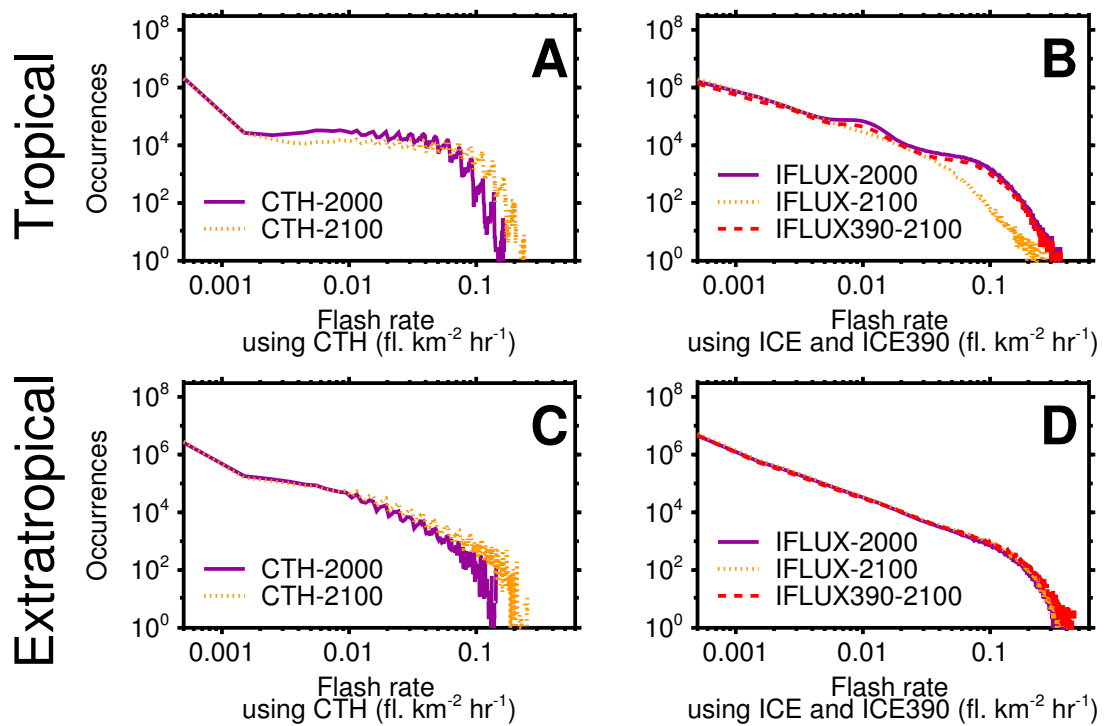 Tropical
A
10⁸
10⁶
10⁴
10²
10⁰
Occurrences
CTH-2000
CTH-2100
0.001 0.01 0.1
Flash rate
using CTH (fl. km⁻² hr⁻¹)
B
10⁸
10⁶
10⁴
10²
10⁰
IFLUX-2000
IFLUX-2100
IFLUX390-2100
0.001 0.01 0.1
Flash rate
using ICE and ICE390 (fl. km⁻² hr⁻¹)
Extratropical
C
10⁸
10⁶
10⁴
10²
10⁰
Occurrences
CTH-2000
CTH-2100
0.001 0.01 0.1
Flash rate
using CTH (fl. km⁻² hr⁻¹)
D
10⁸
10⁶
10⁴
10²
10⁰
IFLUX-2000
IFLUX-2100
IFLUX390-2100
0.001 0.01 0.1
Flash rate
using ICE and ICE390 (fl. km⁻² hr⁻¹)